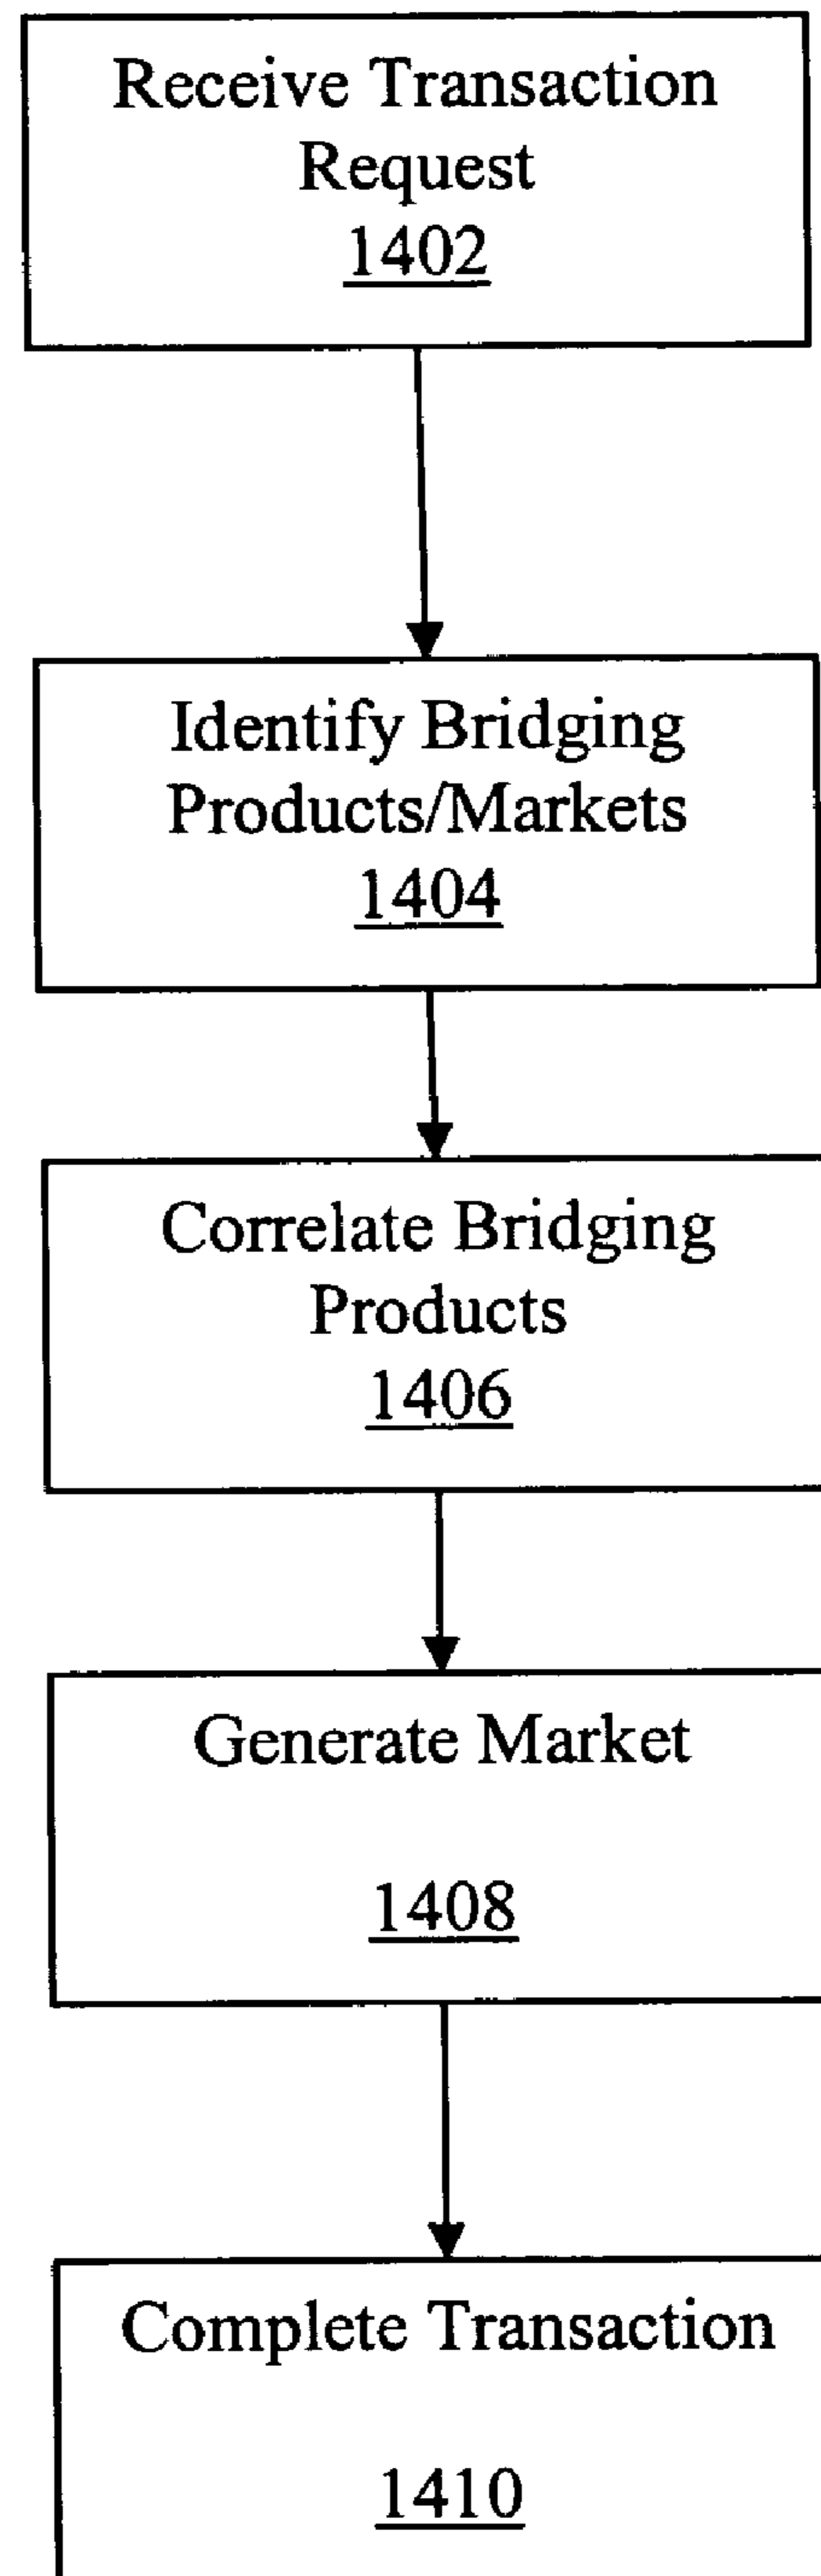 Receive Transaction
Request
1402
Identify Bridging
Products/Markets
1404
Correlate Bridging
Products
1406
Generate Market
1408
Complete Transaction
1410